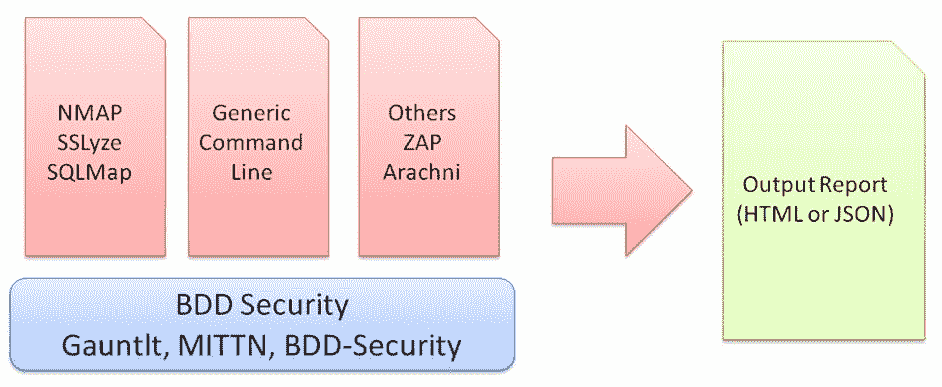 NMAP
SSLyze
SQLMap
Generic
Command
Line
Others
ZAP
Arachni
Output Report
(HTML or JSON)
BDD Security
Gauntlt, MITTN, BDD-Security